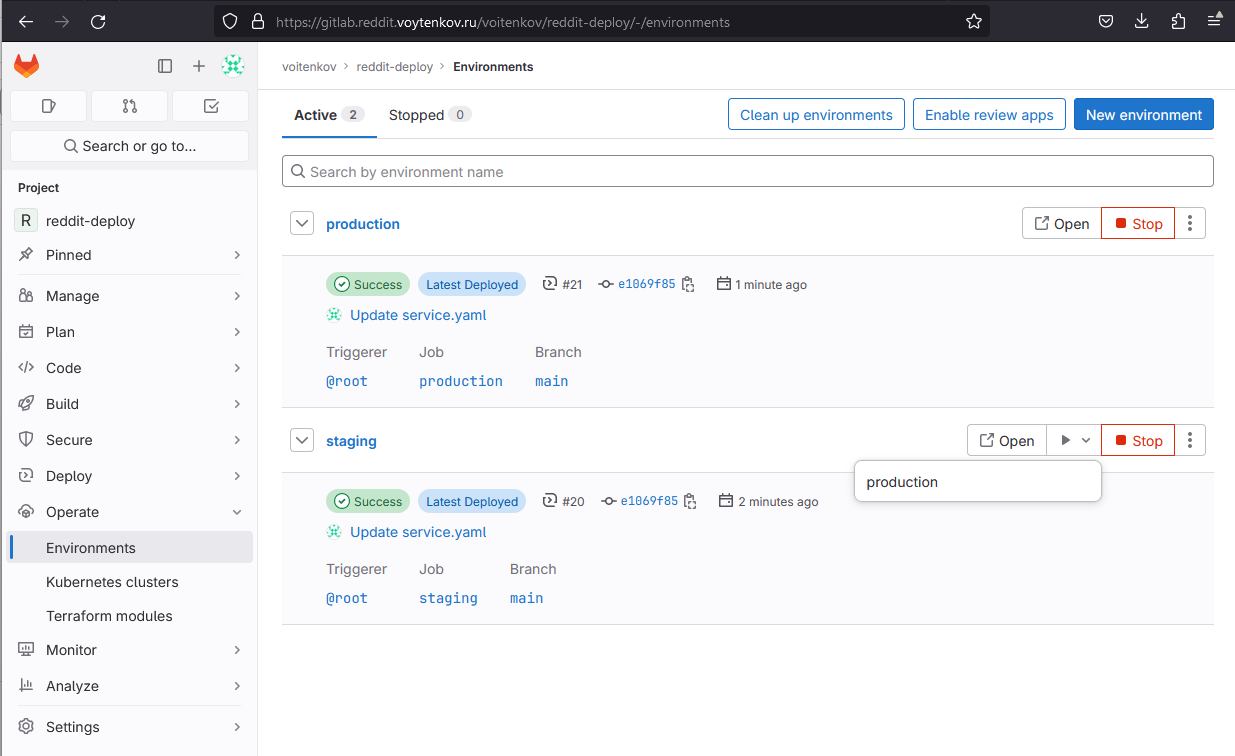 https://gitlab.reddit.voytenkov.ru/voitenkov/reddit-deploy/-/environments
Search or go to...
Project
R reddit-deploy
Pinned
Manage
Plan
Code
Build
Secure
Deploy
Operate
Environments
Kubernetes clusters
Terraform modules
Monitor
Analyze
Settings
voitenkov › reddit-deploy › Environments
Active 2 Stopped 0 Clean up environments Enable review apps New environment
Search by environment name
production Open Stop
Success Latest Deployed #21 e1069f85 1 minute ago
Update service.yaml
Triggerer Job Branch
@root production main
staging Open Stop
production
Success Latest Deployed #20 e1069f85 2 minutes ago
Update service.yaml
Triggerer Job Branch
@root staging main